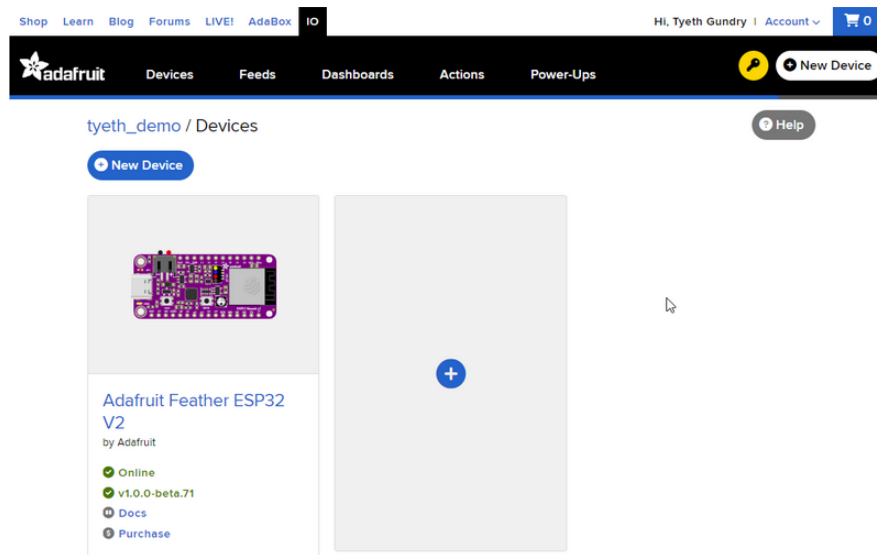 Shop Learn Blog Forums LIVE! AdaBox IO Hi, Tyeth Gundry | Account 0
adafruit Devices Feeds Dashboards Actions Power-Ups New Device
tyeth_demo / Devices Help
New Device
Adafruit Feather ESP32
V2
by Adafruit
Online
v1.0.0-beta.71
Docs
Purchase